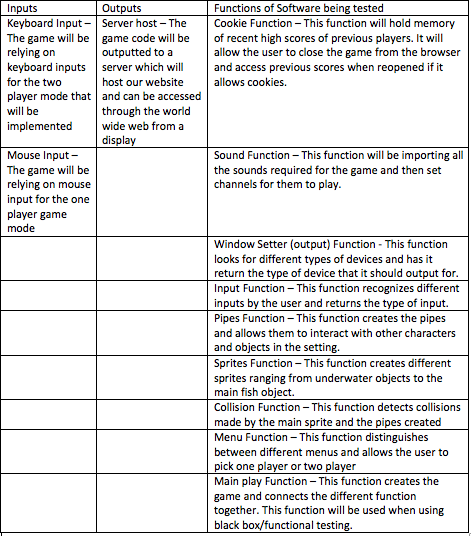 Inputs
Outputs
Functions of Software being tested
Keyboard Input –
The game will be
relying on
keyboard inputs
for the two
player mode that
will be
implemented
Server host – The
game code will be
outputted to a
server which will
host our website
and can be accessed
through the world
wide web from a
display
Cookie Function – This function will hold memory
of recent high scores of previous players. It will
allow the user to close the game from the browser
and access previous scores when reopened if it
allows cookies.
Mouse Input –
The game will be
relying on mouse
input for the one
player game
mode
Sound Function – This function will be importing all
the sounds required for the game and then set
channels for them to play.
Window Setter (output) Function - This function
looks for different types of devices and has it
return the type of device that it should output for.
Input Function – This function recognizes different
inputs by the user and returns the type of input.
Pipes Function – This function creates the pipes
and allows them to interact with other characters
and objects in the setting.
Sprites Function – This function creates different
sprites ranging from underwater objects to the
main fish object.
Collision Function – This function detects collisions
made by the main sprite and the pipes created
Menu Function – This function distinguishes
between different menus and allows the user to
pick one player or two player
Main play Function – This function creates the
game and connects the different function
together. This function will be used when using
black box/functional testing.